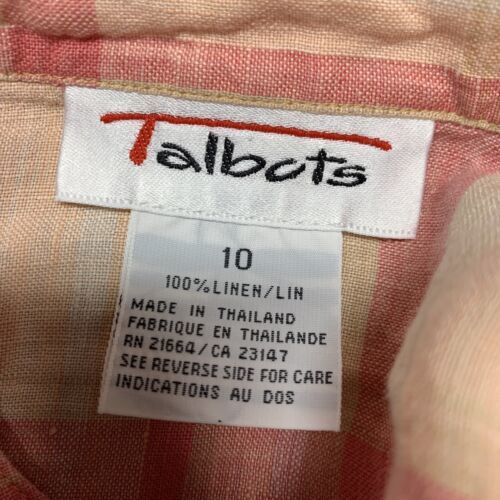 Talbots
10
100%LINEN/LIN
MADE IN THAILAND
FABRIQUE EN THAILANDE
RN 21664/CA 23147
SEE REVERSE SIDE FOR CARE
INDICATIONS AU DOS